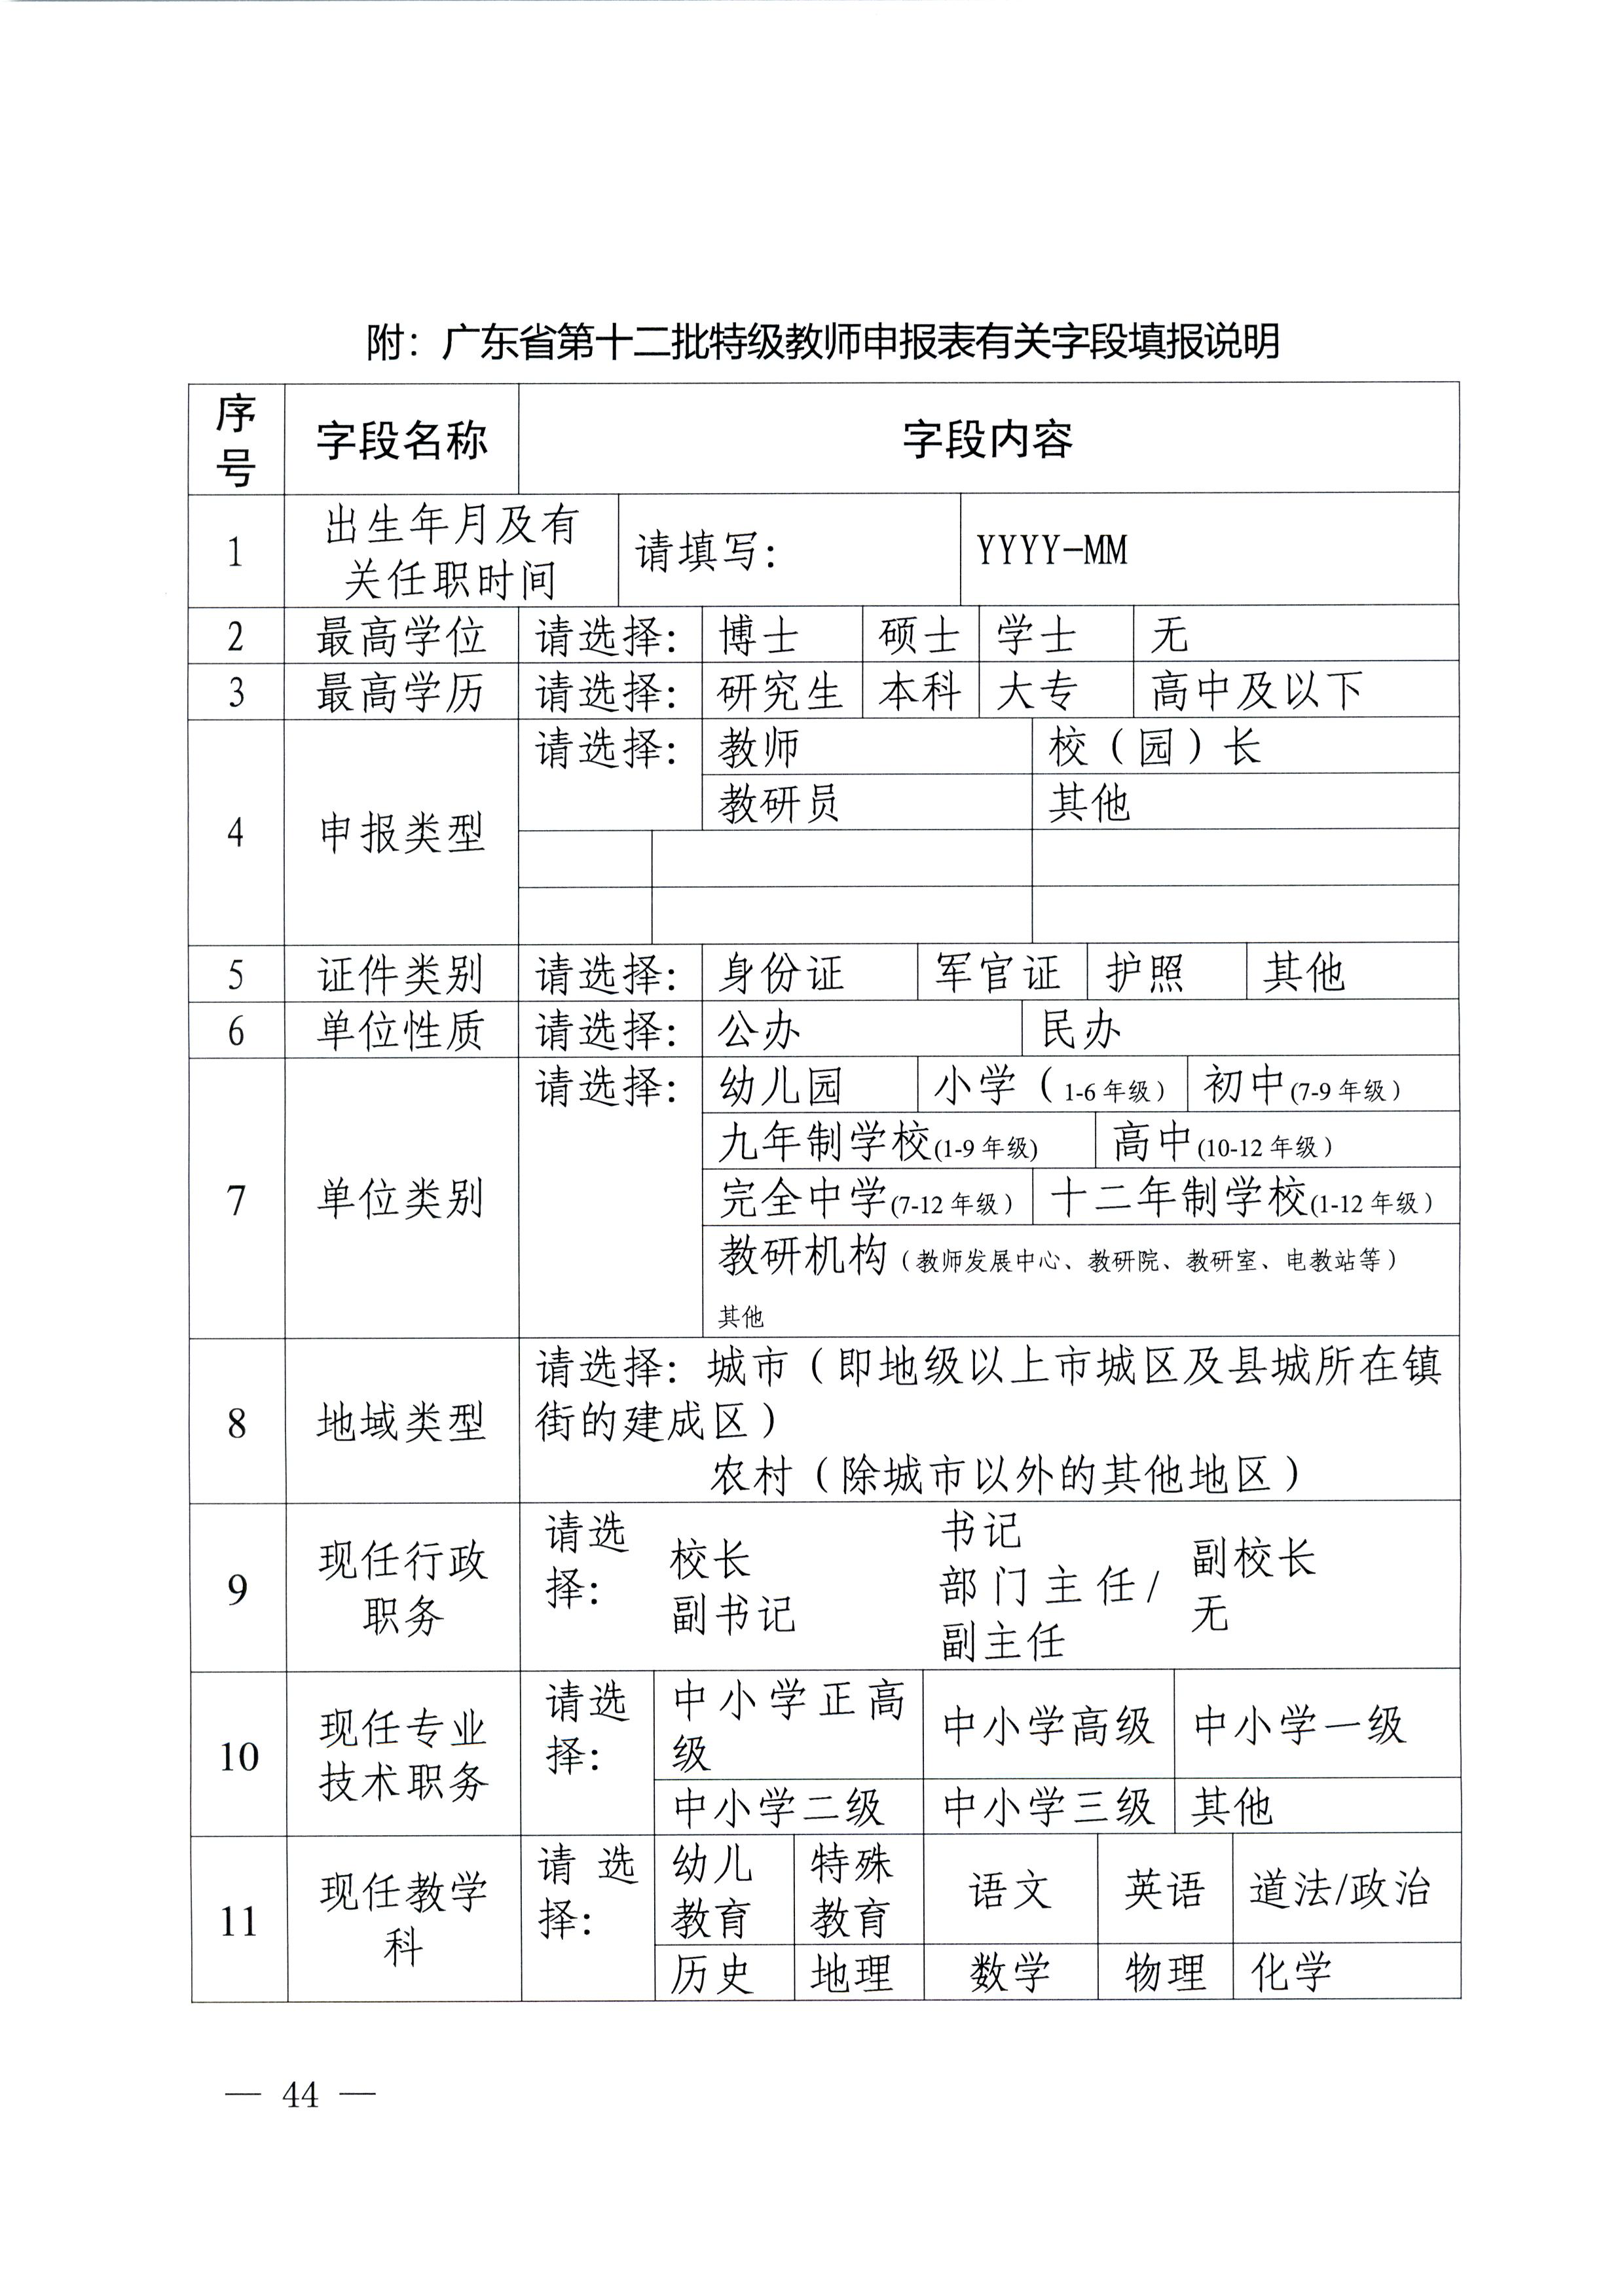 附：广东省第十二批特级教师申报表有关字段填报说明
序号 字段名称 字段内容
1 出生年月及有关任职时间 请填写： YYYY-MM
2 最高学位 请选择： 博士 硕士 学士 无
3 最高学历 请选择： 研究生 本科 大专 高中及以下
4 申报类型 请选择： 教师 校（园）长
教研员 其他
5 证件类别 请选择： 身份证 军官证 护照 其他
6 单位性质 请选择： 公办 民办
7 单位类别 请选择： 幼儿园 小学（1-6 年级） 初中(7-9 年级）
九年制学校(1-9 年级) 高中(10-12 年级）
完全中学(7-12 年级） 十二年制学校(1-12 年级）
教研机构（教师发展中心、教研院、教研室、电教站等）
其他
8 地域类型 请选择：城市（即地级以上市城区及县城所在镇
街的建成区）
农村（除城市以外的其他地区）
9 现任行政职务 请选择： 校长 书记 副校长
副书记 部门主任/副主任 无
10 现任专业技术职务 请选择： 中小学正高级 中小学高级 中小学一级
中小学二级 中小学三级 其他
11 现任教学科 请选择： 幼儿教育 特殊教育 语文 英语 道法/政治
历史 地理 数学 物理 化学
— 44 —